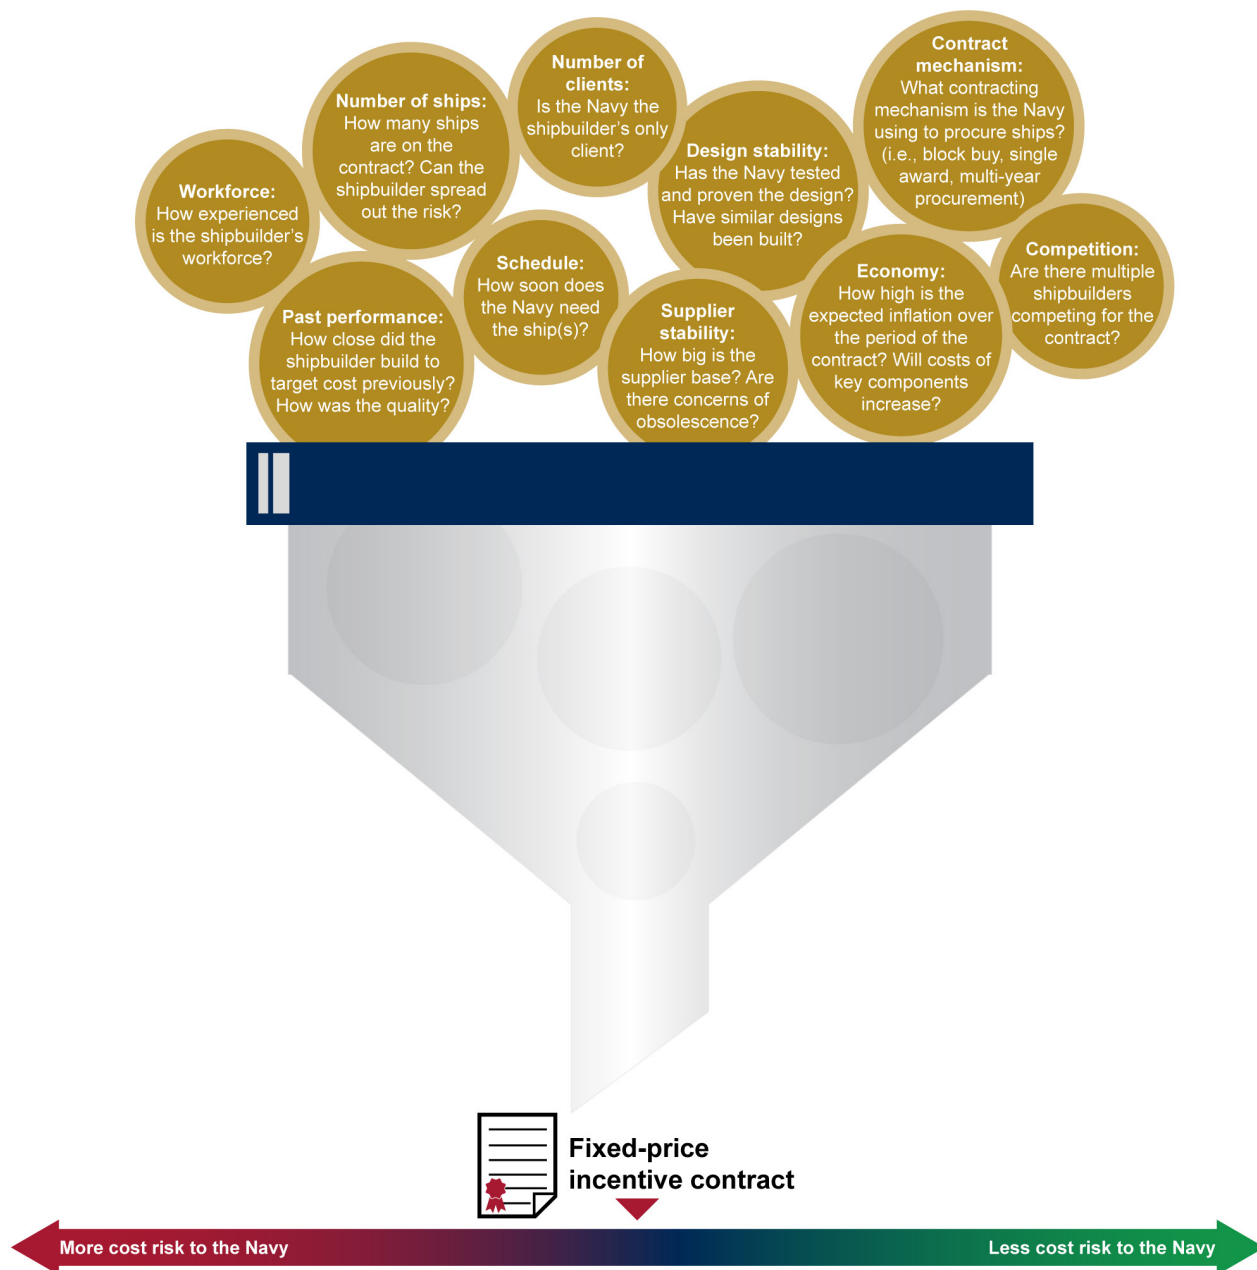 Workforce:
How experienced
is the shipbuilder’s
workforce?
Number of ships:
How many ships
are on the
contract? Can the
shipbuilder spread
out the risk?
Number of
clients:
Is the Navy the
shipbuilder’s only
client?
Design stability:
Has the Navy tested
and proven the design?
Have similar designs
been built?
Contract
mechanism:
What contracting
mechanism is the Navy
using to procure ships?
(i.e., block buy, single
award, multi-year
procurement)
Past performance:
How close did the
shipbuilder build to
target cost previously?
How was the quality?
Schedule:
How soon does
the Navy need
the ship(s)?
Supplier
stability:
How big is the
supplier base? Are
there concerns of
obsolescence?
Economy:
How high is the
expected inflation over
the period of the
contract? Will costs of
key components
increase?
Competition:
Are there multiple
shipbuilders
competing for the
contract?
Fixed-price
incentive contract
More cost risk to the Navy
Less cost risk to the Navy